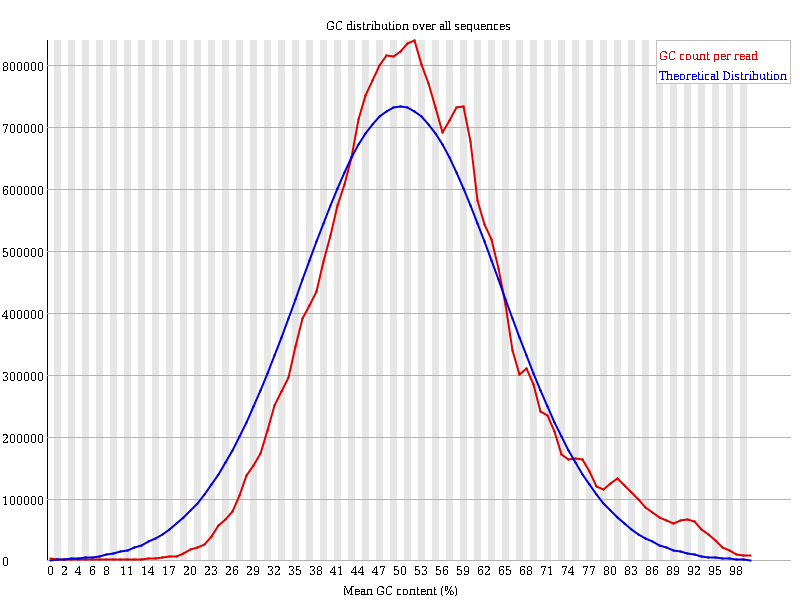 GC distribution over all sequences
GC count per read
Theoretical Distribution
800000
700000
600000
500000
400000
300000
200000
100000
0
0 2 4 6 8 11 14 17 20 23 26 29 32 35 38 41 44 47 50 53 56 59 62 65 68 71 74 77 80 83 86 89 92 95 98
Mean GC content (%)